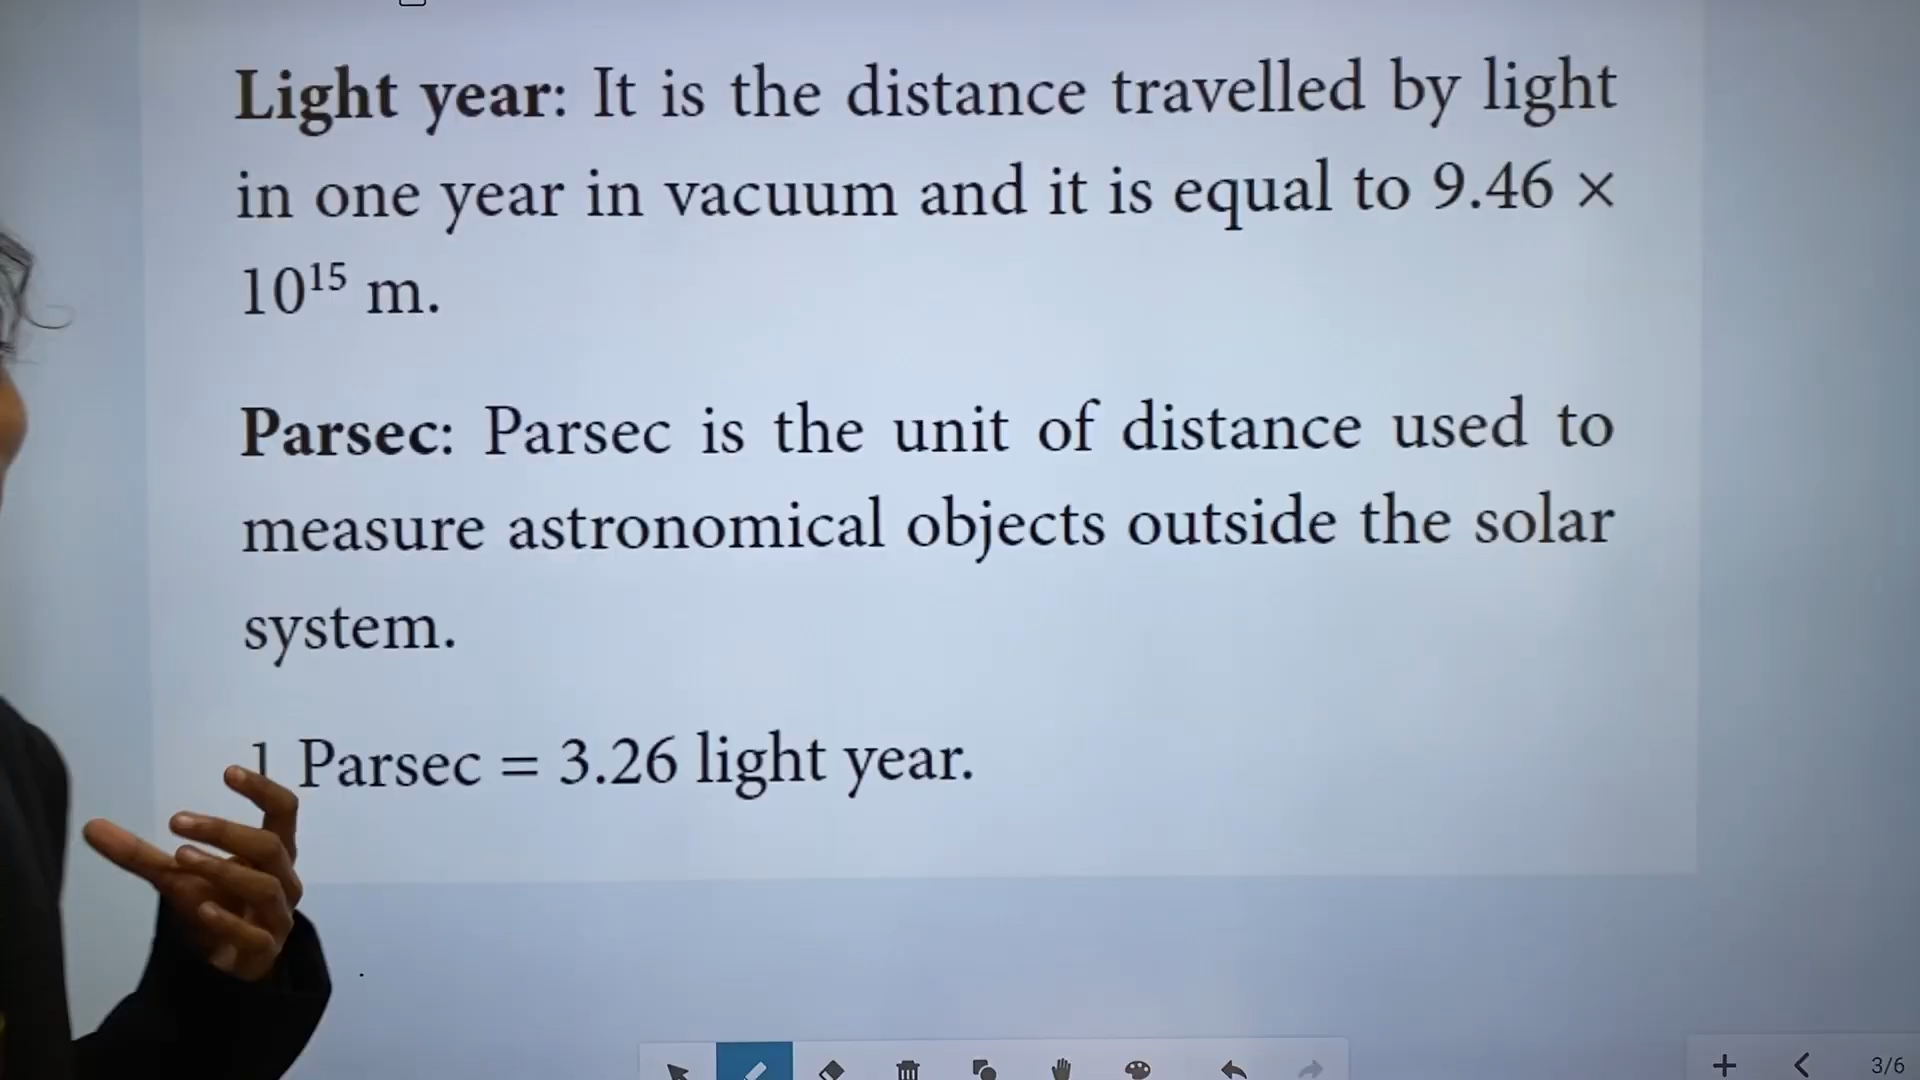 Light year: It is the distance travelled by light
in one year in vacuum and it is equal to 9.46 ×
10¹⁵ m.
Parsec: Parsec is the unit of distance used to
measure astronomical objects outside the solar
system.
1 Parsec = 3.26 light year.
3/6